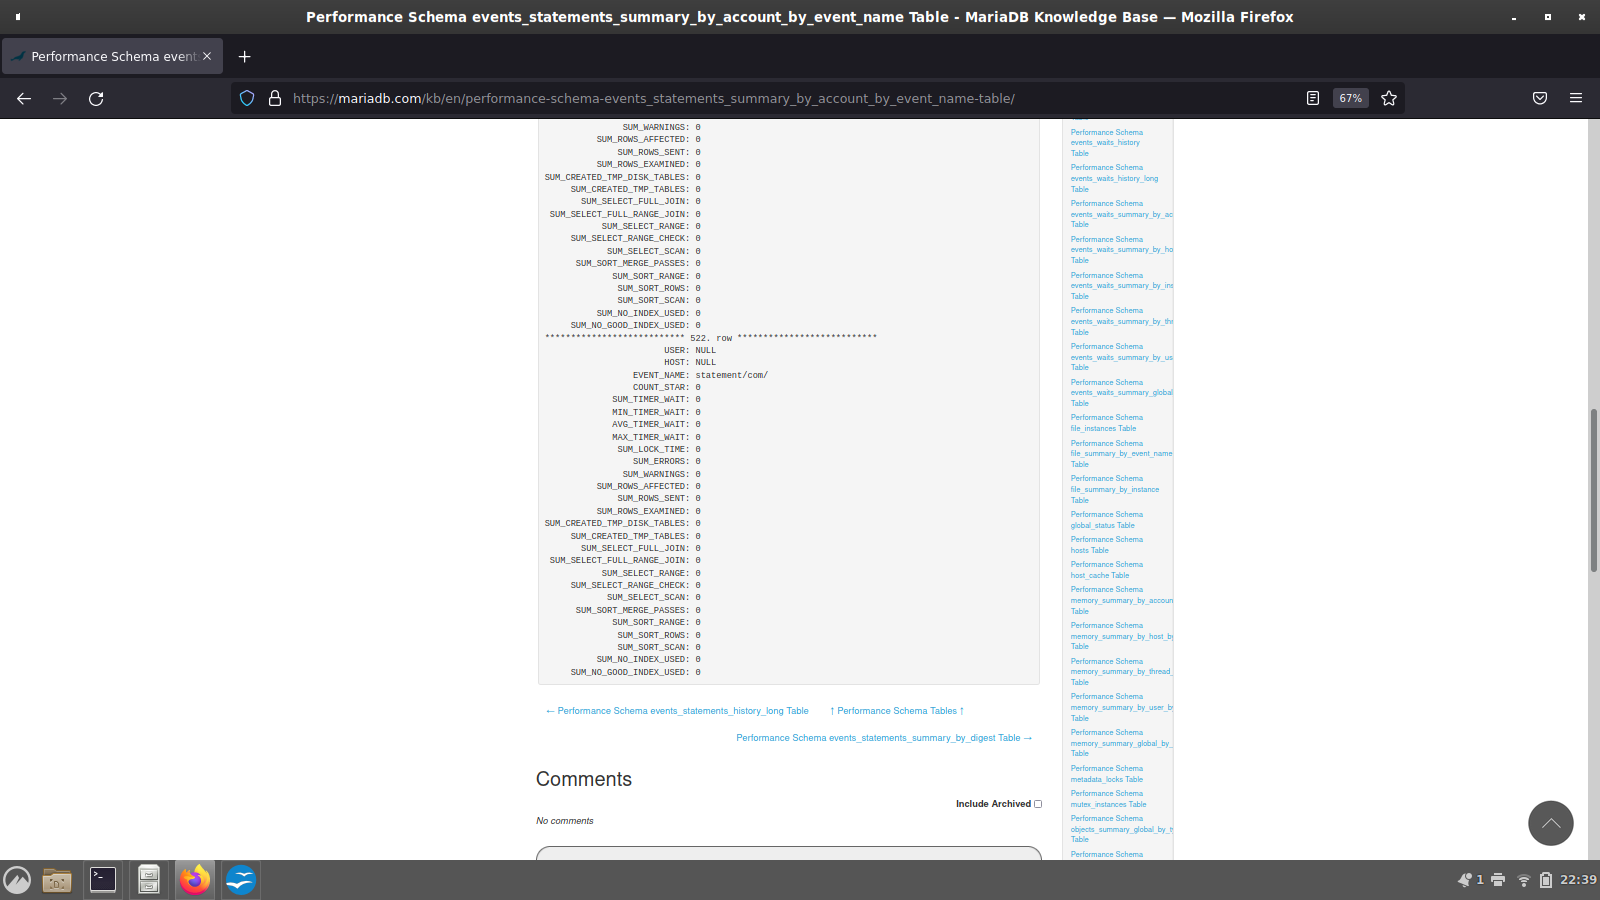 Performance Schema events_statements_summary_by_account_by_event_name Table - MariaDB Knowledge Base — Mozilla Firefox
Performance Schema event
https://mariadb.com/kb/en/performance-schema-events_statements_summary_by_account_by_event_name-table/
67%
SUM_WARNINGS: 0
SUM_ROWS_AFFECTED: 0
SUM_ROWS_SENT: 0
SUM_ROWS_EXAMINED: 0
SUM_CREATED_TMP_DISK_TABLES: 0
SUM_CREATED_TMP_TABLES: 0
SUM_SELECT_FULL_JOIN: 0
SUM_SELECT_FULL_RANGE_JOIN: 0
SUM_SELECT_RANGE: 0
SUM_SELECT_RANGE_CHECK: 0
SUM_SELECT_SCAN: 0
SUM_SORT_MERGE_PASSES: 0
SUM_SORT_RANGE: 0
SUM_SORT_ROWS: 0
SUM_SORT_SCAN: 0
SUM_NO_INDEX_USED: 0
SUM_NO_GOOD_INDEX_USED: 0
*************************** 522. row ***************************
USER: NULL
HOST: NULL
EVENT_NAME: statement/com/
COUNT_STAR: 0
SUM_TIMER_WAIT: 0
MIN_TIMER_WAIT: 0
AVG_TIMER_WAIT: 0
MAX_TIMER_WAIT: 0
SUM_LOCK_TIME: 0
SUM_ERRORS: 0
SUM_WARNINGS: 0
SUM_ROWS_AFFECTED: 0
SUM_ROWS_SENT: 0
SUM_ROWS_EXAMINED: 0
SUM_CREATED_TMP_DISK_TABLES: 0
SUM_CREATED_TMP_TABLES: 0
SUM_SELECT_FULL_JOIN: 0
SUM_SELECT_FULL_RANGE_JOIN: 0
SUM_SELECT_RANGE: 0
SUM_SELECT_RANGE_CHECK: 0
SUM_SELECT_SCAN: 0
SUM_SORT_MERGE_PASSES: 0
SUM_SORT_RANGE: 0
SUM_SORT_ROWS: 0
SUM_SORT_SCAN: 0
SUM_NO_INDEX_USED: 0
SUM_NO_GOOD_INDEX_USED: 0
← Performance Schema events_statements_history_long Table
↑ Performance Schema Tables ↑
Performance Schema events_statements_summary_by_digest Table →
Comments
Include Archived
No comments
Performance Schema
events_waits_history
Table
Performance Schema
events_waits_history_long
Table
Performance Schema
events_waits_summary_by_ac
Table
Performance Schema
events_waits_summary_by_ho
Table
Performance Schema
events_waits_summary_by_ins
Table
Performance Schema
events_waits_summary_by_thr
Table
Performance Schema
events_waits_summary_by_us
Table
Performance Schema
events_waits_summary_global
Table
Performance Schema
file_instances Table
Performance Schema
file_summary_by_event_name
Table
Performance Schema
file_summary_by_instance
Table
Performance Schema
global_status Table
Performance Schema
hosts Table
Performance Schema
host_cache Table
Performance Schema
memory_summary_by_accoun
Table
Performance Schema
memory_summary_by_host_by
Table
Performance Schema
memory_summary_by_thread_
Table
Performance Schema
memory_summary_by_user_by
Table
Performance Schema
memory_summary_global_by_
Table
Performance Schema
metadata_locks Table
Performance Schema
mutex_instances Table
Performance Schema
objects_summary_global_by_ty
Table
Performance Schema
1
22:39